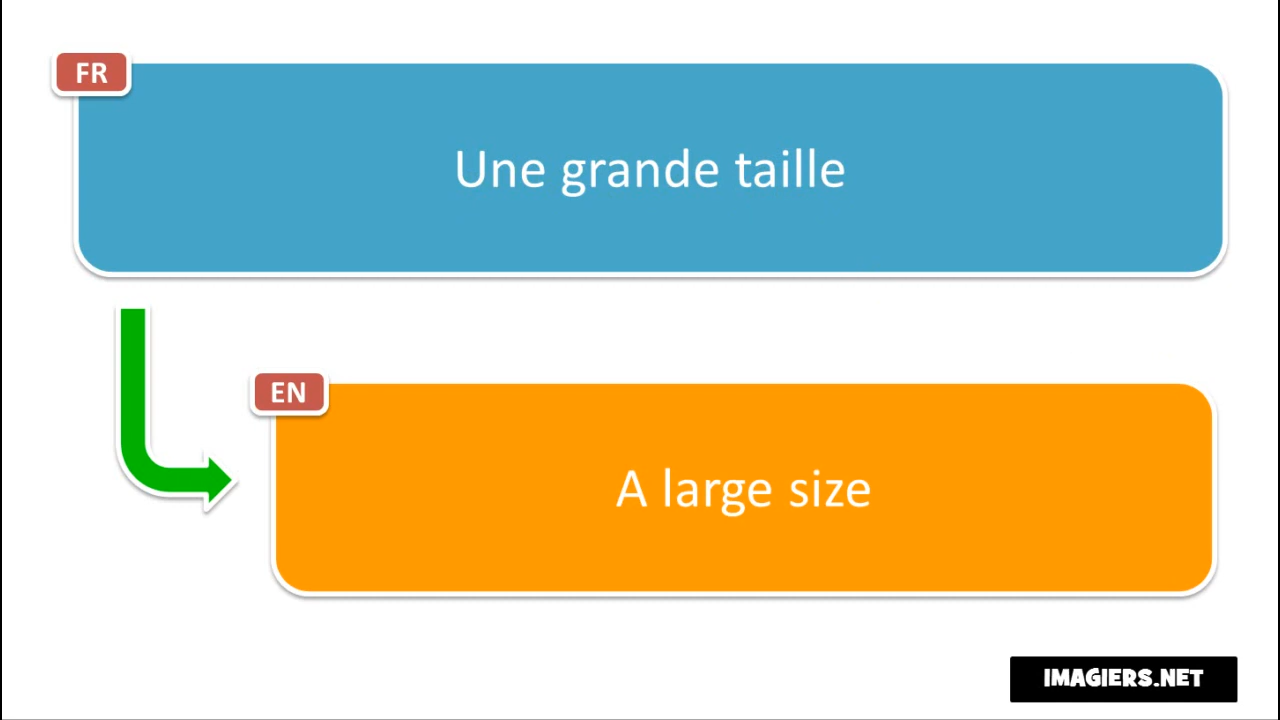 FR
Une grande taille
EN
A large size
IMAGIERS.NET